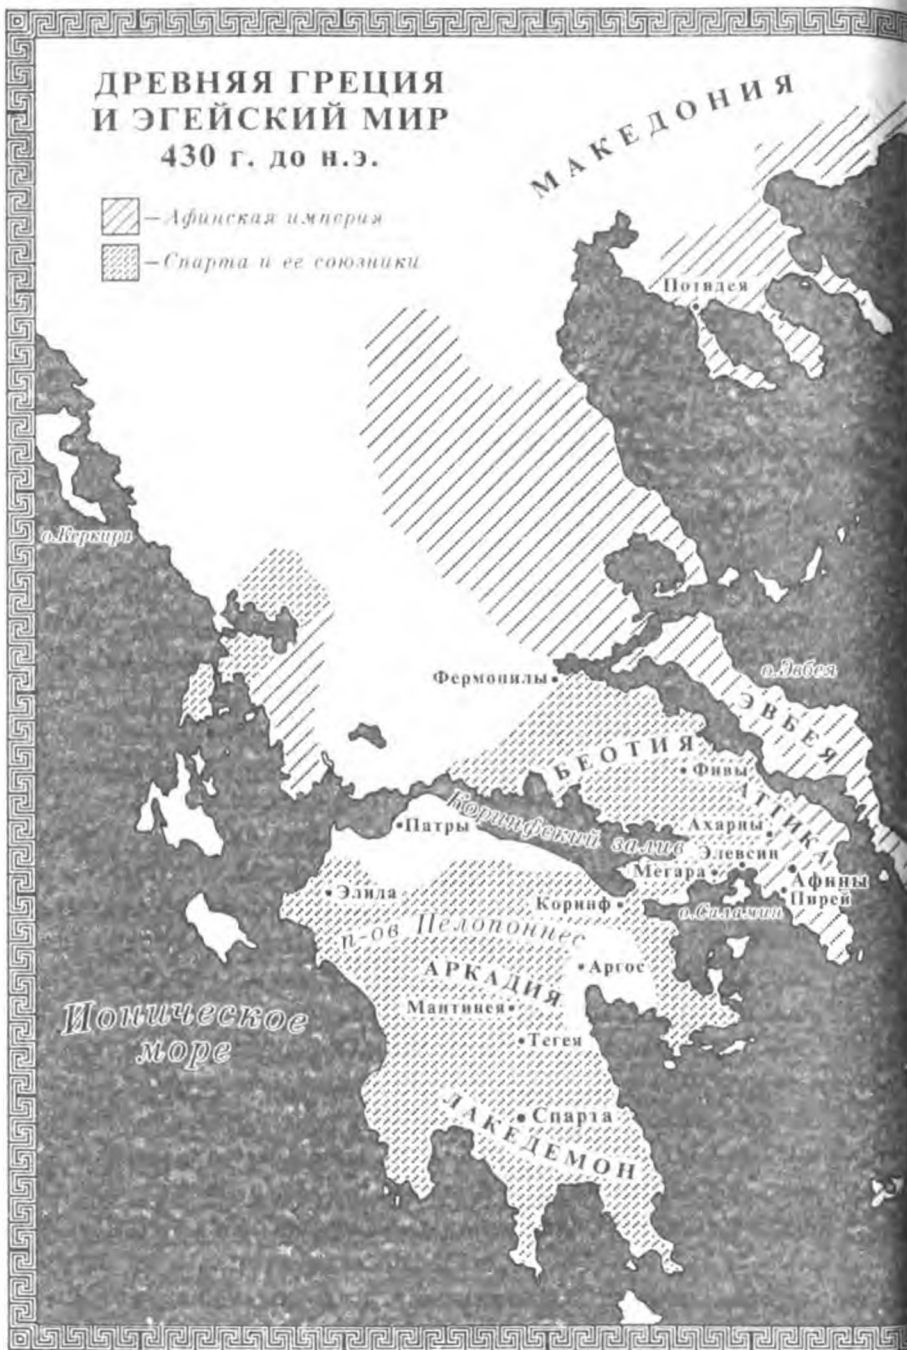 ДРЕВНЯЯ ГРЕЦИЯ
И ЭГЕЙСКИЙ МИР
430 г. до н.э.
– Афинская империя
– Спарта и ее союзники
МАКЕДОНИЯ
Потидея
о.Керкира
Фермопилы
о.Эвбея
ЭВБЕЯ
БЕОТИЯ
Фивы
АТТИКА
Коринфский залив
Патры
Ахарны
Элевсин
Мегара
Афины
Пирей
Элида
Коринф
о.Саламин
п-ов Пелопоннес
Аргос
АРКАДИЯ
Мантинея
Ионическое
море
Тегея
Спарта
ЛАКЕДЕМОН